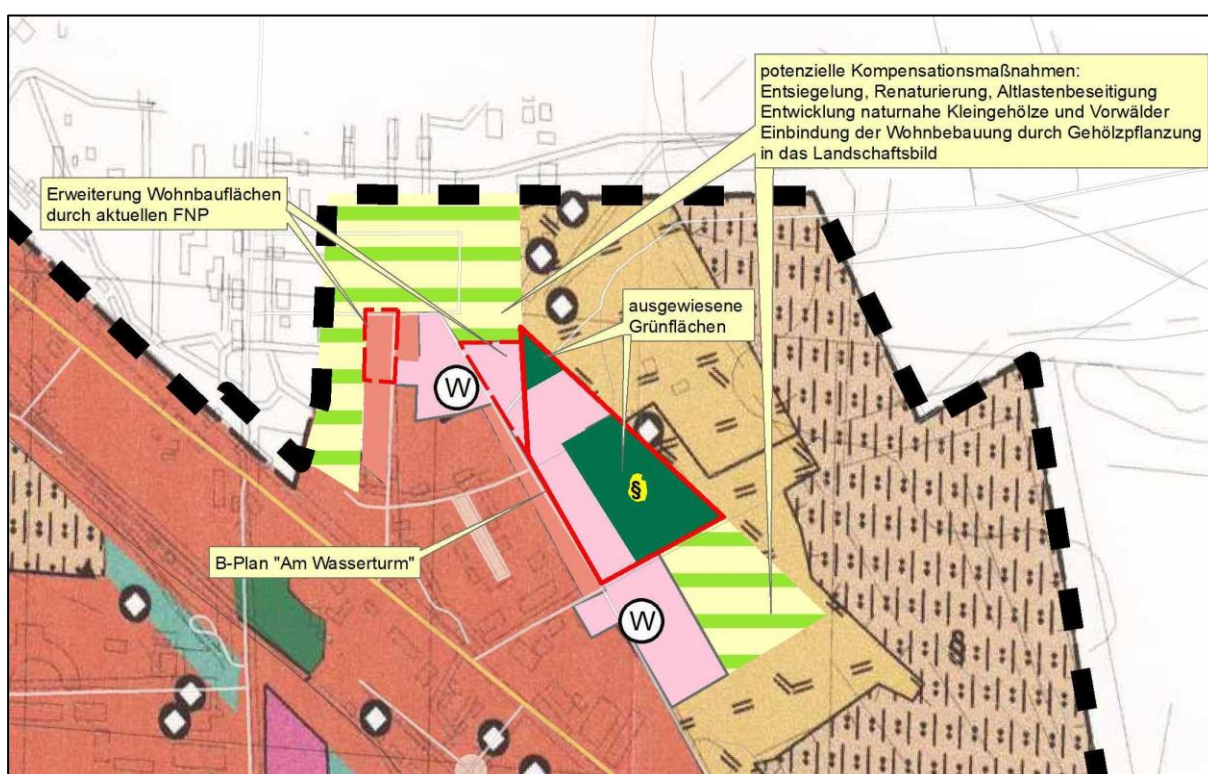 potenzielle Kompensationsmaßnahmen:
Entsiegelung, Renaturierung, Altlastenbeseitigung
Entwicklung naturnahe Kleingehölze und Vorwälder
Einbindung der Wohnbebauung durch Gehölzpflanzung
in das Landschaftsbild
Erweiterung Wohnbauflächen
durch aktuellen FNP
ausgewiesene
Grünflächen
W
§
B-Plan "Am Wasserturm"
W
§